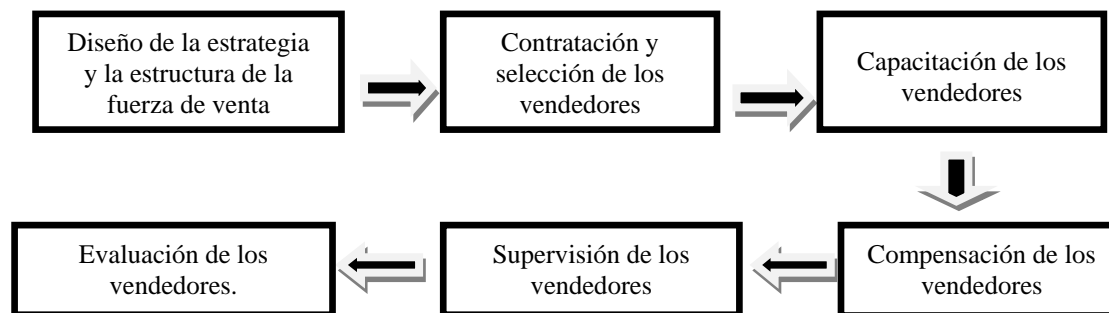 Diseño de la estrategia
y la estructura de la
fuerza de venta
Contratación y
selección de los
vendedores
Capacitación de los
vendedores
Compensación de los
vendedores
Supervisión de los
vendedores
Evaluación de los
vendedores.